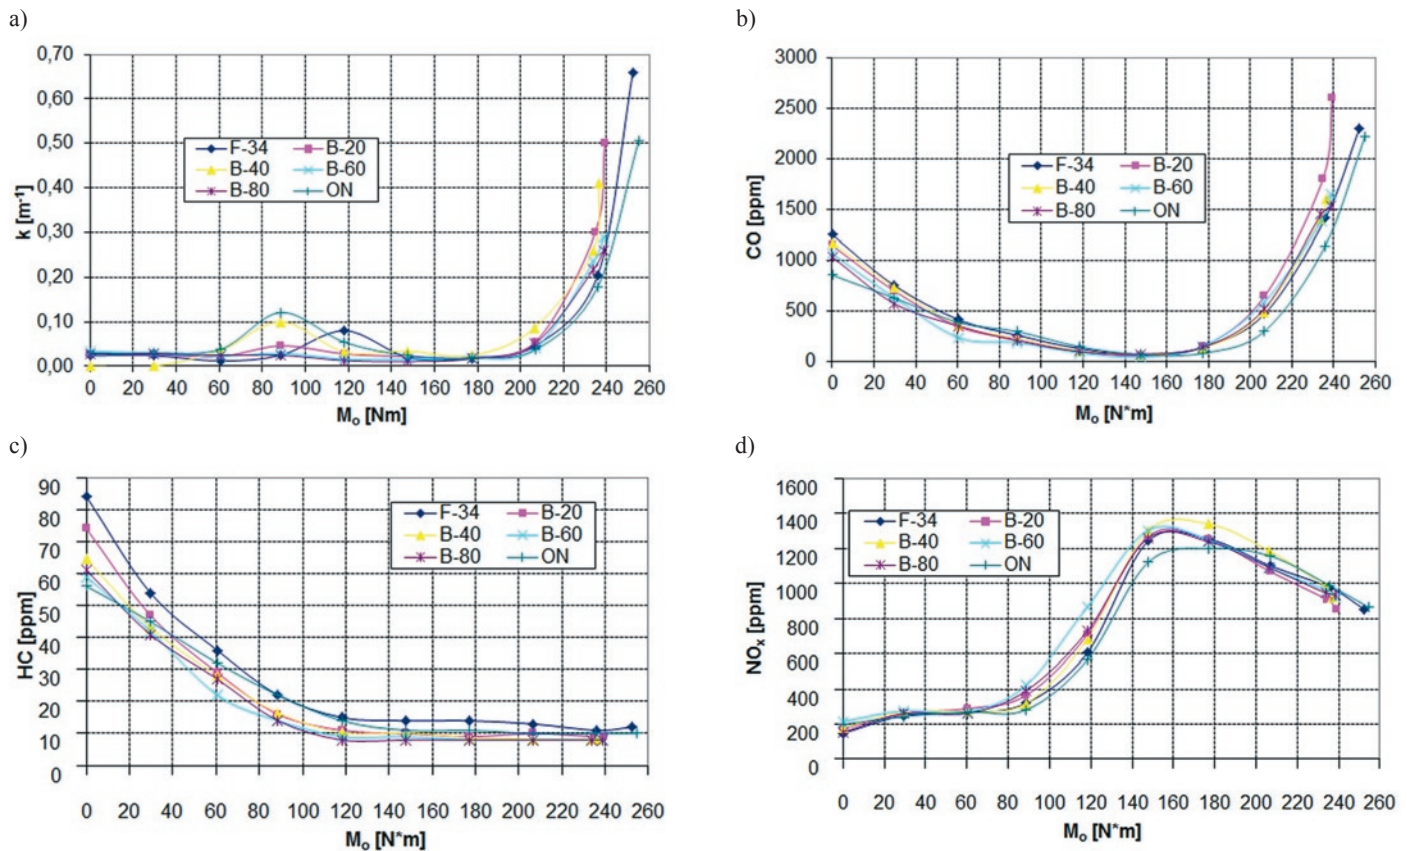 a)
0,70
0,60
0,50
0,40
0,30
0,20
0,10
0,00
k [m⁻¹]
F-34 B-20
B-40 B-60
B-80 ON
0 20 40 60 80 100 120 140 160 180 200 220 240 260
Mₒ [Nm]
b)
3000
2500
2000
1500
1000
500
0
CO [ppm]
F-34 B-20
B-40 B-60
B-80 ON
0 20 40 60 80 100 120 140 160 180 200 220 240 260
Mₒ [N*m]
c)
90
80
70
60
50
40
30
20
10
0
HC [ppm]
F-34 B-20
B-40 B-60
B-80 ON
0 20 40 60 80 100 120 140 160 180 200 220 240 260
Mₒ [N*m]
d)
1600
1400
1200
1000
800
600
400
200
0
NOₓ [ppm]
F-34 B-20
B-40 B-60
B-80 ON
0 20 40 60 80 100 120 140 160 180 200 220 240 260
Mₒ [N*m]